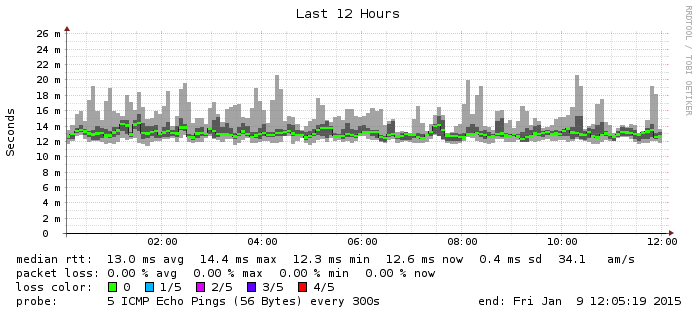 Last 12 Hours
RRDTOOL / TOBI OETIKER
Seconds
26 m
24 m
22 m
20 m
18 m
16 m
14 m
12 m
10 m
8 m
6 m
4 m
2 m
0
02:00 04:00 06:00 08:00 10:00 12:00
median rtt: 13.0 ms avg 14.4 ms max 12.3 ms min 12.6 ms now 0.4 ms sd 34.1 am/s
packet loss: 0.00 % avg 0.00 % max 0.00 % min 0.00 % now
loss color: 0 1/5 2/5 3/5 4/5
probe: 5 ICMP Echo Pings (56 Bytes) every 300s end: Fri Jan 9 12:05:19 2015